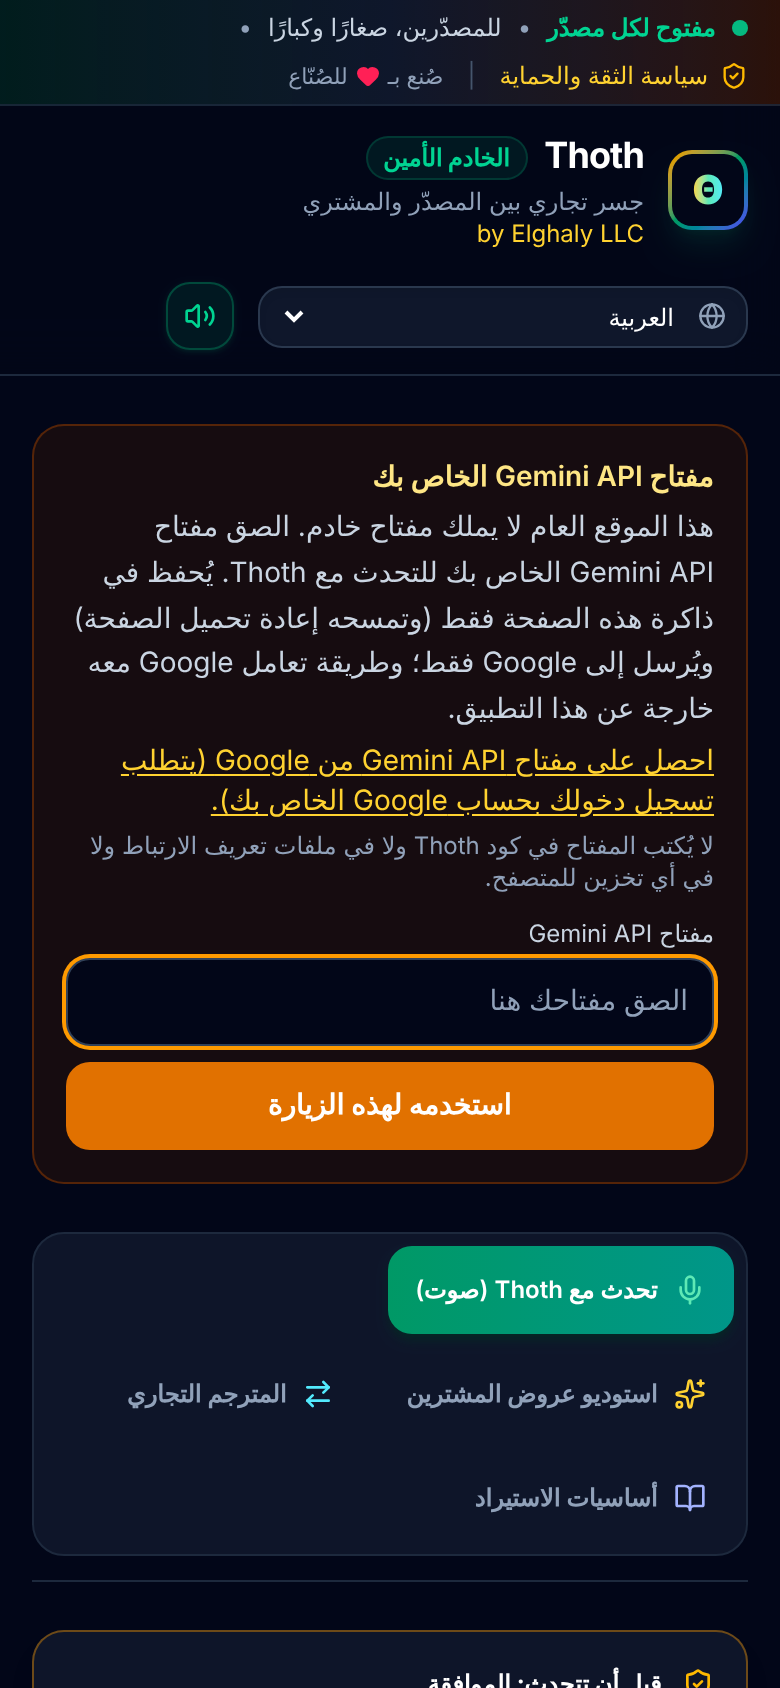 مفتوح لكل مصدّر • للمصدّرين، صغارًا وكبارًا •
سياسة الثقة والحماية | صُنع بـ ❤ للصُنّاع
Thoth الخادم الأمين
جسر تجاري بين المصدّر والمشتري
by Elghaly LLC
العربية
مفتاح Gemini API الخاص بك
هذا الموقع العام لا يملك مفتاح خادم. الصق مفتاح
Gemini API الخاص بك للتحدث مع Thoth. يُحفظ في
ذاكرة هذه الصفحة فقط (وتمسحه إعادة تحميل الصفحة)
ويُرسل إلى Google فقط؛ وطريقة تعامل Google معه
خارجة عن هذا التطبيق.
احصل على مفتاح Gemini API من Google (يتطلب
تسجيل دخولك بحساب Google الخاص بك).
لا يُكتب المفتاح في كود Thoth ولا في ملفات تعريف الارتباط ولا
في أي تخزين للمتصفح.
مفتاح Gemini API
الصق مفتاحك هنا
استخدمه لهذه الزيارة
تحدث مع Thoth (صوت)
استوديو عروض المشترين
المترجم التجاري
أساسيات الاستيراد
قبل أن تتحدث: الموافقة